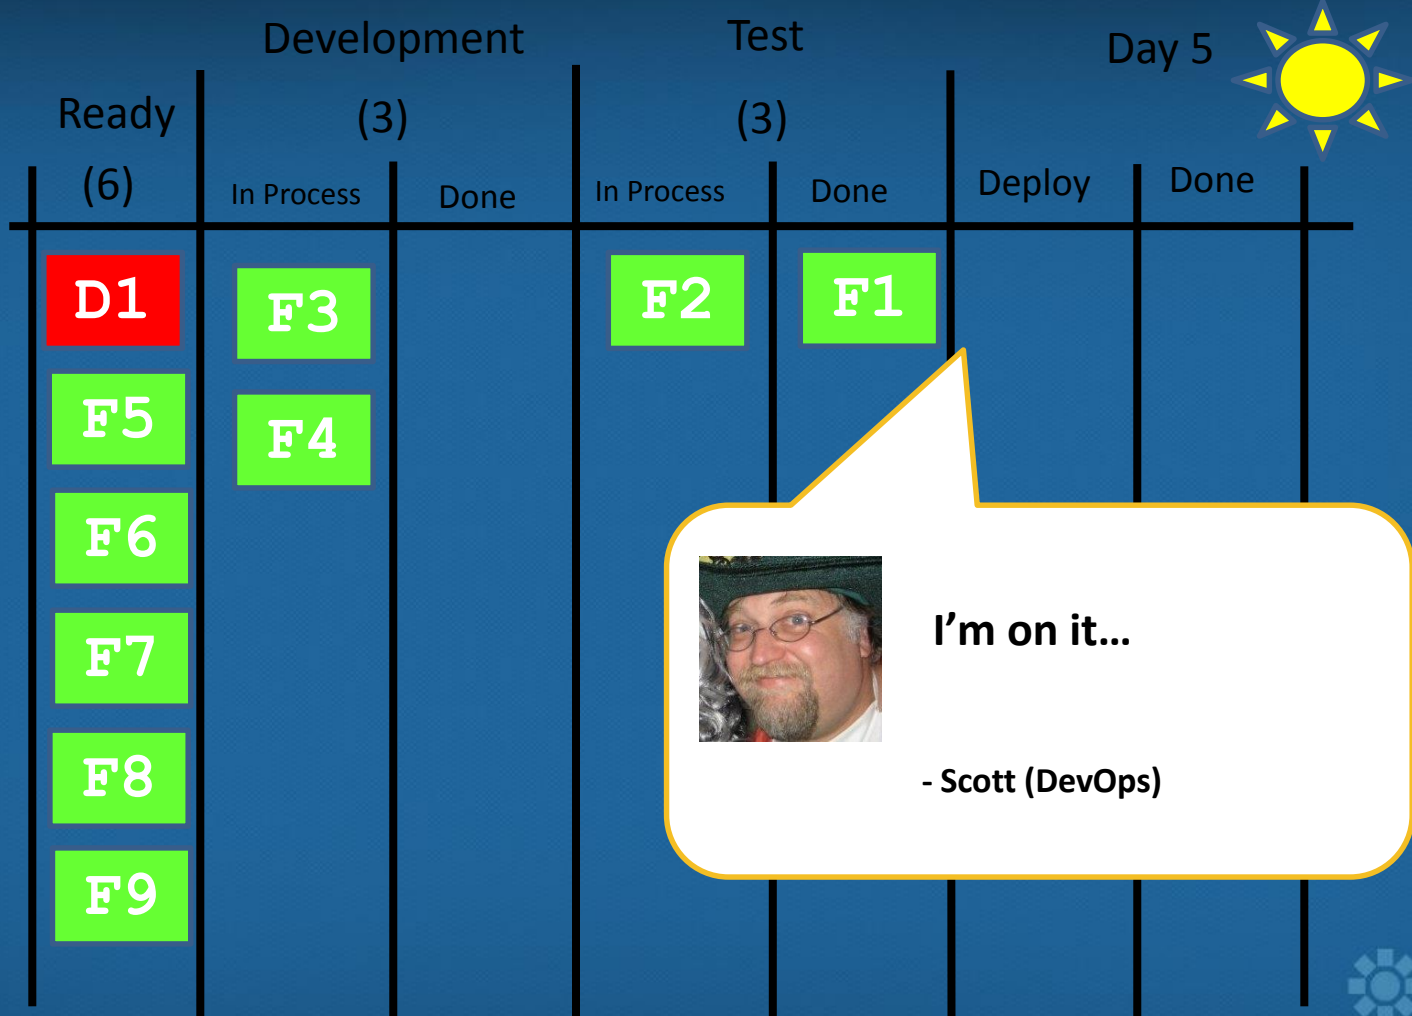 Development
Test
Day 5
Ready
(3)
(3)
(6)
In Process
Done
In Process
Done
Deploy
Done
D1
F3
F2
F1
F5
F4
F6
F7
F8
F9
I'm on it…
- Scott (DevOps)